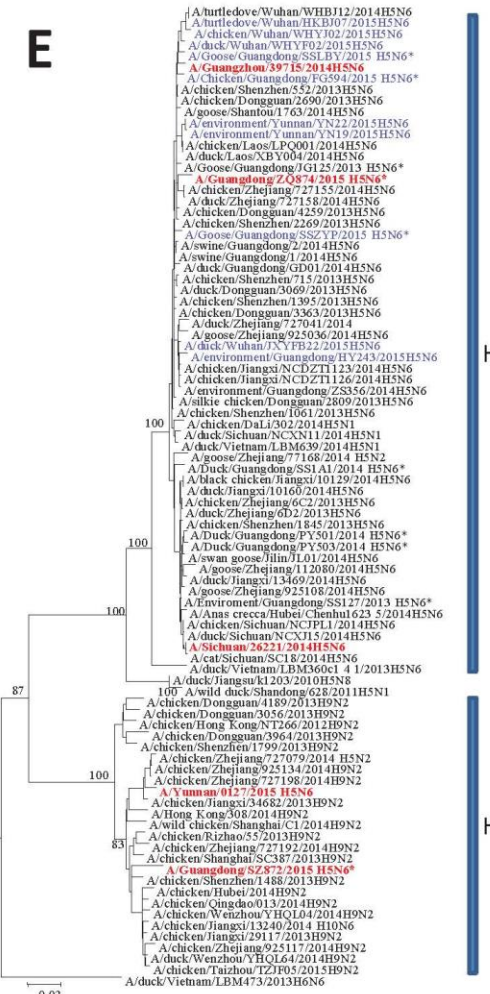 E
A/turtledove/Wuhan/WHBJ12/2014H5N6
A/turtledove/Wuhan/HKBJ07/2015H5N6
A/chicken/Wuhan/WHYJ02/2015H5N6
A/duck/Wuhan/WHYF02/2015H5N6
A/Goose/Guangdong/SSLBY/2015 H5N6*
A/Guangzhou/39715/2014H5N6
A/Chicken/Guangdong/FG594/2015 H5N6*
A/chicken/Shenzhen/552/2013H5N6
A/chicken/Dongguan/2690/2013H5N6
A/goose/Shantou/1763/2014H5N6
A/environment/Yunnan/YN22/2015H5N6
A/environment/Yunnan/YN19/2015H5N6
A/chicken/Laos/LPQ001/2014H5N6
A/duck/Laos/XBY004/2014H5N6
A/Goose/Guangdong/JG125/2013 H5N6*
A/Guangdong/ZQ874/2015 H5N6*
A/chicken/Zhejiang/727155/2014H5N6
A/duck/Zhejiang/727158/2014H5N6
A/chicken/Dongguan/4259/2013H5N6
A/chicken/Shenzhen/2269/2013H5N6
A/Goose/Guangdong/SSZYP/2015 H5N6*
A/swine/Guangdong/2/2014H5N6
A/swine/Guangdong/1/2014H5N6
A/duck/Guangdong/GD01/2014H5N6
A/chicken/Shenzhen/715/2013H5N6
A/duck/Dongguan/3069/2013H5N6
A/chicken/Shenzhen/1395/2013H5N6
A/chicken/Dongguan/3363/2013H5N6
A/duck/Zhejiang/727041/2014
A/goose/Zhejiang/925036/2014H5N6
A/duck/Wuhan/JXYFB22/2015H5N6
A/environment/Guangdong/HY243/2015H5N6
H
A/chicken/Jiangxi/NCDZT1123/2014H5N6
A/chicken/Jiangxi/NCDZT1126/2014H5N6
A/environment/Guangdong/ZS356/2014H5N6
A/silkie chicken/Dongguan/2809/2013H5N6
A/chicken/Shenzhen/1061/2013H5N6
A/chicken/DaLi/302/2014H5N1
100
A/duck/Sichuan/NCXN11/2014H5N1
A/duck/Vietnam/LBM639/2014H5N1
A/goose/Zhejiang/77168/2014 H5N2
A/Duck/Guangdong/SS1A1/2014 H5N6*
A/black chicken/Jiangxi/10129/2014H5N6
A/duck/Jiangxi/10160/2014H5N6
A/chicken/Zhejiang/6C2/2013H5N6
A/duck/Zhejiang/6D2/2013H5N6
A/chicken/Shenzhen/1845/2013H5N6
A/Duck/Guangdong/PY501/2014 H5N6*
100
A/Duck/Guangdong/PY503/2014 H5N6*
A/swan goose/Jilin/JL01/2014H5N6
A/goose/Zhejiang/112080/2014H5N6
A/duck/Jiangxi/13469/2014H5N6
A/goose/Zhejiang/925108/2014H5N6
A/Enviroment/Guangdong/SS127/2013 H5N6*
100
A/Anas crecca/Hubei/Chenhu1623 5/2014H5N6
A/chicken/Sichuan/NCJPL1/2014H5N6
A/duck/Sichuan/NCXJ15/2014H5N6
A/Sichuan/26221/2014H5N6
A/cat/Sichuan/SC18/2014H5N6
A/duck/Vietnam/LBM360c1 4 1/2013H5N6
A/duck/Jiangsu/k1203/2010H5N8
87
100
A/wild duck/Shandong/628/2011H5N1
A/chicken/Dongguan/4189/2013H9N2
A/chicken/Dongguan/3056/2013H9N2
A/chicken/Hong Kong/NT266/2012H9N2
A/chicken/Dongguan/3964/2013H9N2
A/chicken/Shenzhen/1799/2013H9N2
A/chicken/Zhejiang/727079/2014 H5N2
A/chicken/Zhejiang/925134/2014H9N2
100
A/chicken/Zhejiang/727198/2014H9N2
A/Yunnan/0127/2015 H5N6
A/chicken/Jiangxi/34682/2013H9N2
A/Hong Kong/308/2014H9N2
A/wild chicken/Shanghai/C1/2014H9N2
H
A/chicken/Rizhao/55/2013H9N2
83
A/chicken/Zhejiang/727192/2014H9N2
A/chicken/Shanghai/SC387/2013H9N2
A/Guangdong/SZ872/2015 H5N6*
A/chicken/Shenzhen/1488/2013H9N2
A/chicken/Hubei/2014H9N2
A/chicken/Qingdao/013/2014H9N2
A/chicken/Wenzhou/YHQL04/2014H9N2
A/chicken/Jiangxi/13240/2014 H10N6
A/chicken/Jiangxi/29117/2013H9N2
A/chicken/Zhejiang/925117/2014H9N2
A/duck/Wenzhou/YHQL64/2014H9N2
A/chicken/Taizhou/TZJF05/2015H9N2
A/duck/Vietnam/LBM473/2013H6N6